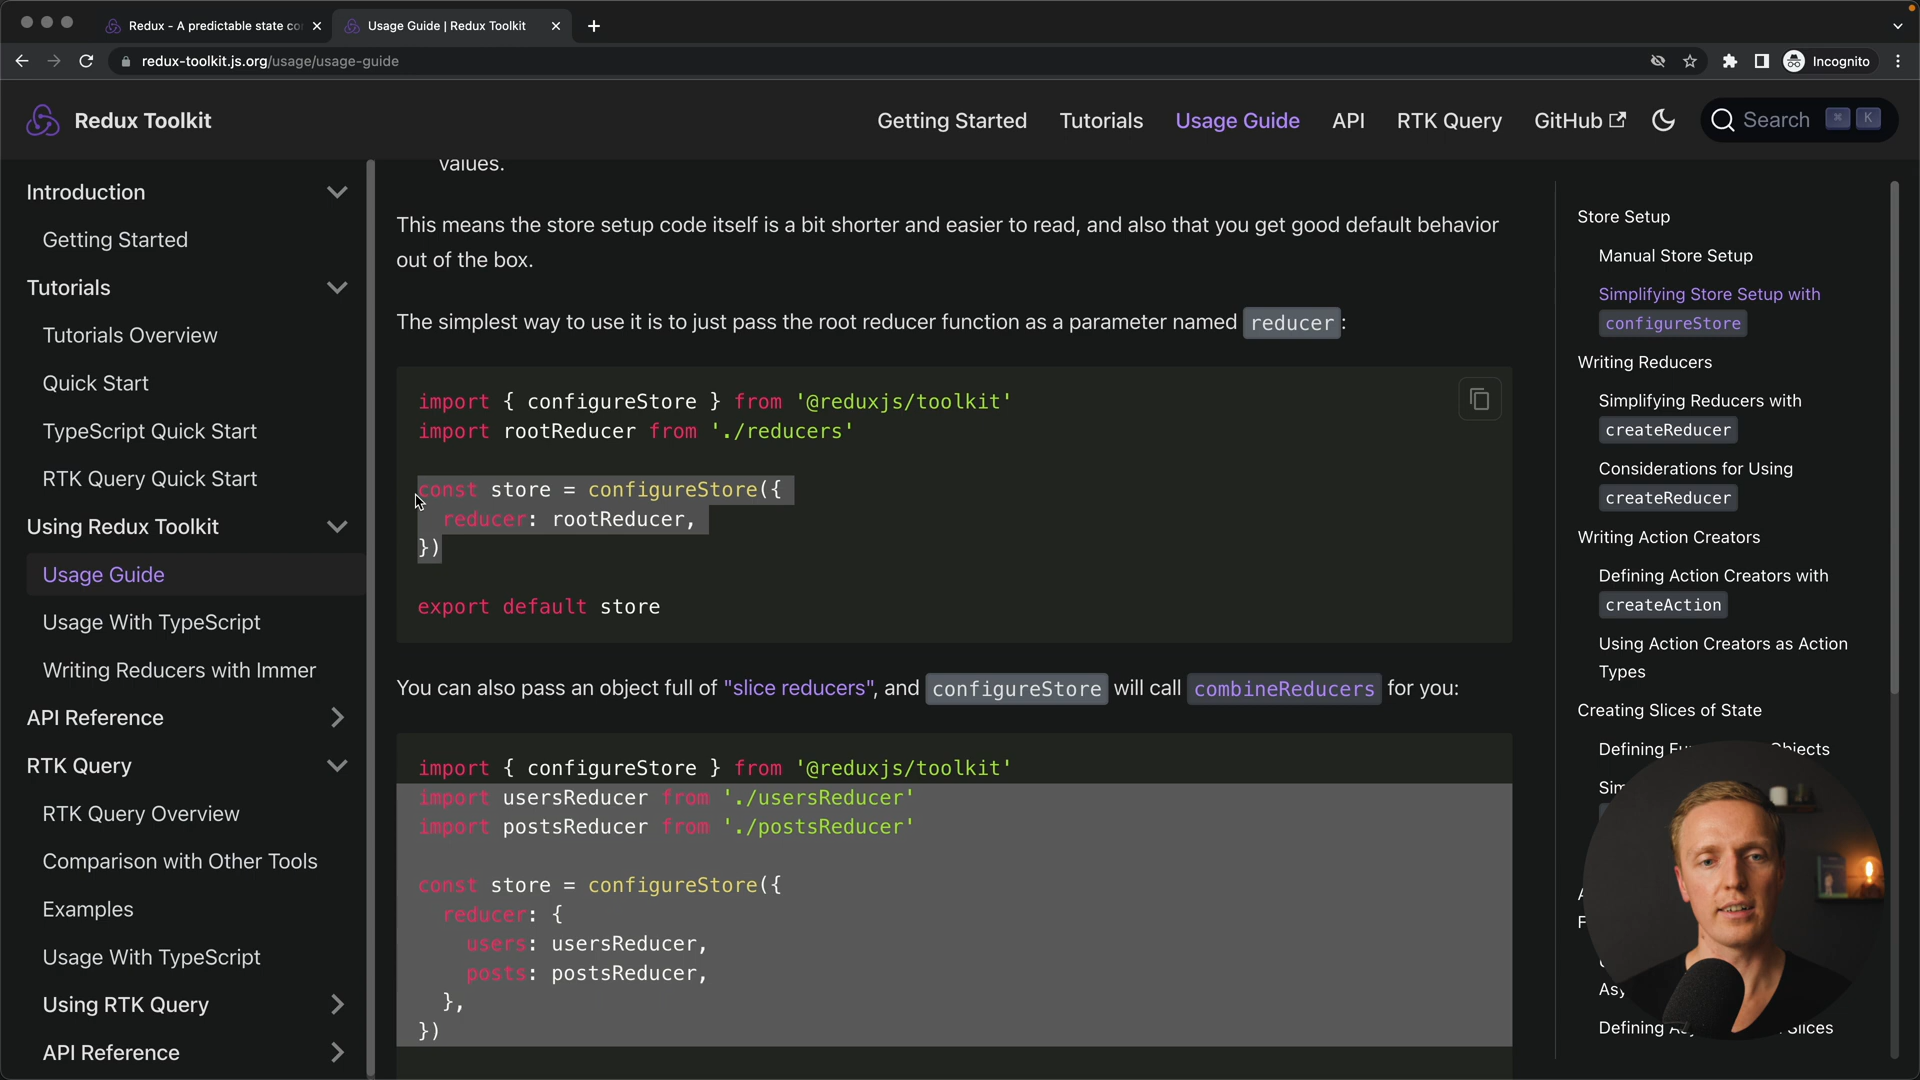 Redux - A predictable state co
Usage Guide | Redux Toolkit
redux-toolkit.js.org/usage/usage-guide
Incognito
Redux Toolkit
Getting Started
Tutorials
Usage Guide
API
RTK Query
GitHub
Search
⌘ K
Introduction
Getting Started
Tutorials
Tutorials Overview
Quick Start
TypeScript Quick Start
RTK Query Quick Start
Using Redux Toolkit
Usage Guide
Usage With TypeScript
Writing Reducers with Immer
API Reference
RTK Query
RTK Query Overview
Comparison with Other Tools
Examples
Usage With TypeScript
Using RTK Query
API Reference
values.
This means the store setup code itself is a bit shorter and easier to read, and also that you get good default behavior
out of the box.
The simplest way to use it is to just pass the root reducer function as a parameter named reducer:
import { configureStore } from '@reduxjs/toolkit'
import rootReducer from './reducers'
const store = configureStore({
reducer: rootReducer,
})
export default store
You can also pass an object full of "slice reducers", and configureStore will call combineReducers for you:
import { configureStore } from '@reduxjs/toolkit'
import usersReducer from './usersReducer'
import postsReducer from './postsReducer'
const store = configureStore({
reducer: {
users: usersReducer,
posts: postsReducer,
},
})
Store Setup
Manual Store Setup
Simplifying Store Setup with
configureStore
Writing Reducers
Simplifying Reducers with
createReducer
Considerations for Using
createReducer
Writing Action Creators
Defining Action Creators with
createAction
Using Action Creators as Action
Types
Creating Slices of State
Defining
Defining